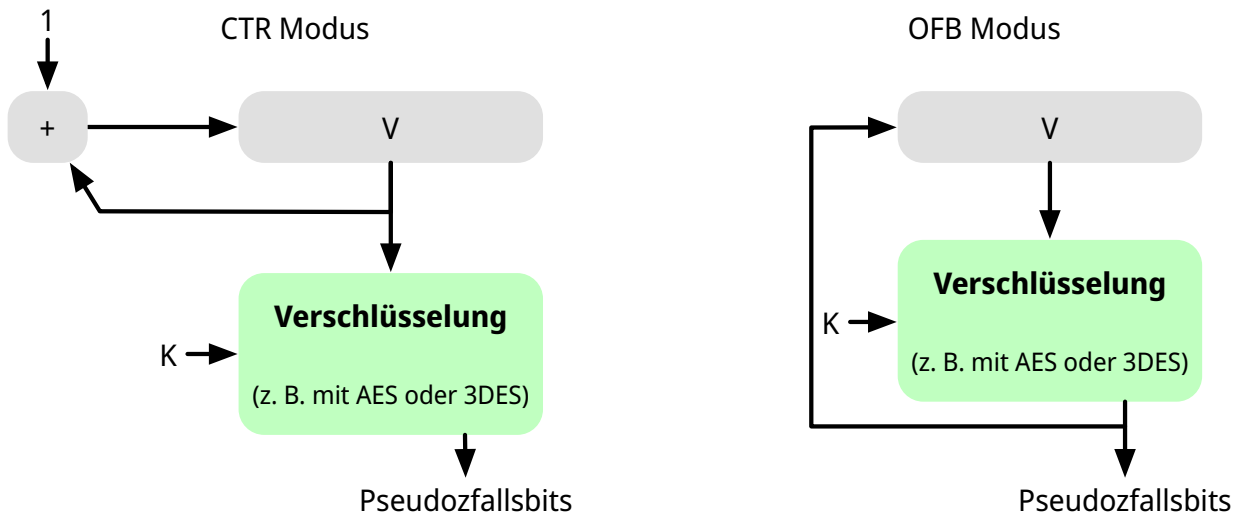 1
CTR Modus
+
V
K
Verschlüsselung
(z. B. mit AES oder 3DES)
Pseudozfallsbits
OFB Modus
V
K
Verschlüsselung
(z. B. mit AES oder 3DES)
Pseudozfallsbits